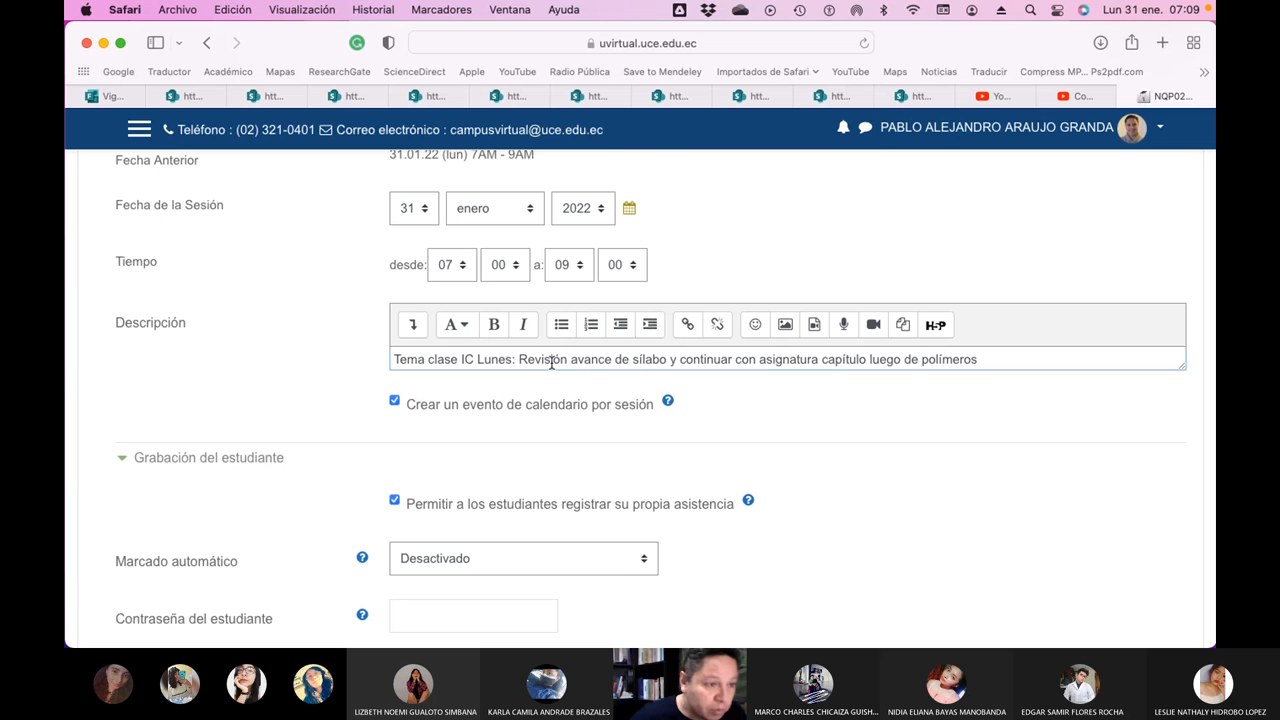 Safari Archivo Edición Visualización Historial Marcadores Ventana Ayuda Lun 31 ene. 07:09
uvirtual.uce.edu.ec
Google Traductor Académico Mapas ResearchGate ScienceDirect Apple YouTube Radio Pública Save to Mendeley Importados de Safari YouTube Maps Noticias Traducir Compress MP... Ps2pdf.com
Vig... htt... htt... htt... htt... htt... htt... htt... htt... htt... htt... Yo... Co... NQP02...
Teléfono : (02) 321-0401 Correo electrónico : campusvirtual@uce.edu.ec PABLO ALEJANDRO ARAUJO GRANDA
Fecha Anterior 31.01.22 (lun) 7AM - 9AM
Fecha de la Sesión 31 enero 2022
Tiempo desde: 07 00 a: 09 00
Descripción A B I H-P
Tema clase IC Lunes: Revisión avance de sílabo y continuar con asignatura capítulo luego de polímeros
Crear un evento de calendario por sesión
Grabación del estudiante
Permitir a los estudiantes registrar su propia asistencia
Marcado automático Desactivado
Contraseña del estudiante
LIZBETH NOEMI GUALOTO SIMBANA KARLA CAMILA ANDRADE BRAZALES MARCO CHARLES CHICAIZA GUISH... NIDIA ELIANA BAYAS MANOBANDA EDGAR SAMIR FLORES ROCHA LESLIE NATHALY HIDROBO LOPEZ